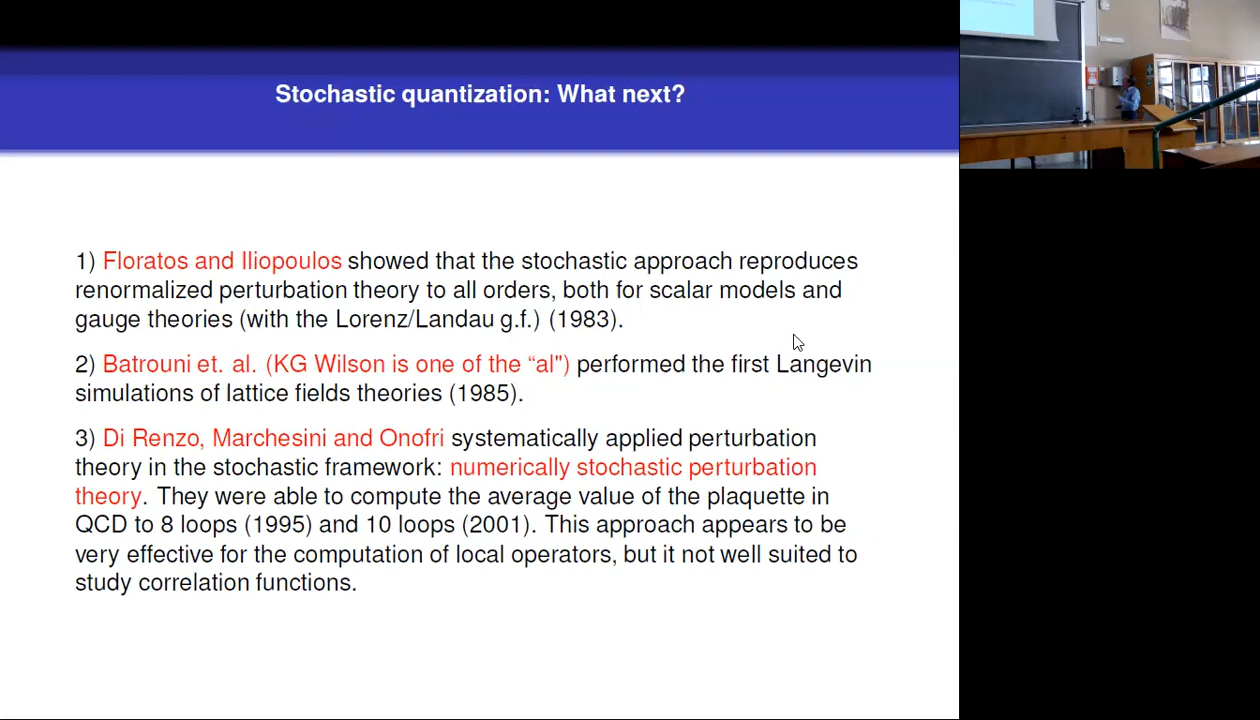 Stochastic quantization: What next?
1) Floratos and Iliopoulos showed that the stochastic approach reproduces
renormalized perturbation theory to all orders, both for scalar models and
gauge theories (with the Lorenz/Landau g.f.) (1983).
2) Batrouni et. al. (KG Wilson is one of the “al") performed the first Langevin
simulations of lattice fields theories (1985).
3) Di Renzo, Marchesini and Onofri systematically applied perturbation
theory in the stochastic framework: numerically stochastic perturbation
theory. They were able to compute the average value of the plaquette in
QCD to 8 loops (1995) and 10 loops (2001). This approach appears to be
very effective for the computation of local operators, but it not well suited to
study correlation functions.